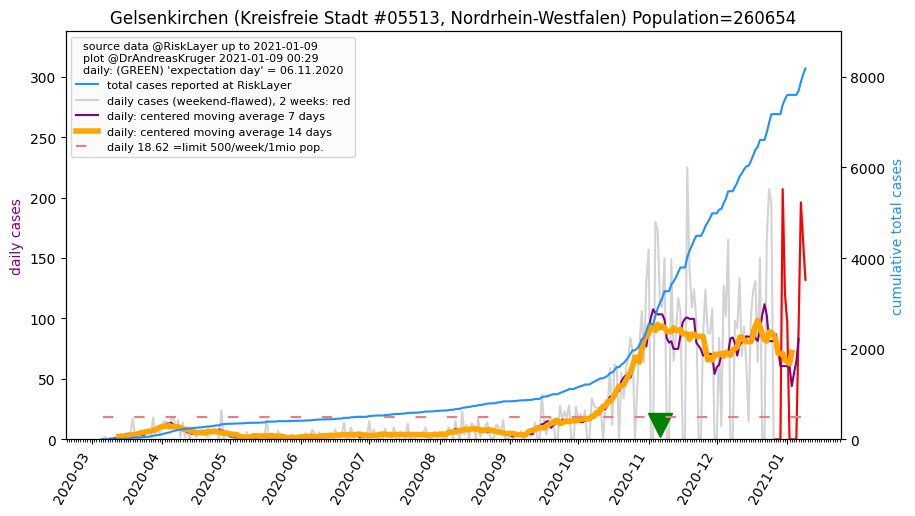 Gelsenkirchen (Kreisfreie Stadt #05513, Nordrhein-Westfalen) Population=260654
source data @RiskLayer up to 2021-01-09
plot @DrAndreasKruger 2021-01-09 00:29
daily: (GREEN) 'expectation day' = 06.11.2020
total cases reported at RiskLayer
daily cases (weekend-flawed), 2 weeks: red
daily: centered moving average 7 days
daily: centered moving average 14 days
daily 18.62 =limit 500/week/1mio pop.
daily cases
300
250
200
150
100
50
0
cumulative total cases
8000
6000
4000
2000
0
2020-03
2020-04
2020-05
2020-06
2020-07
2020-08
2020-09
2020-10
2020-11
2020-12
2021-01